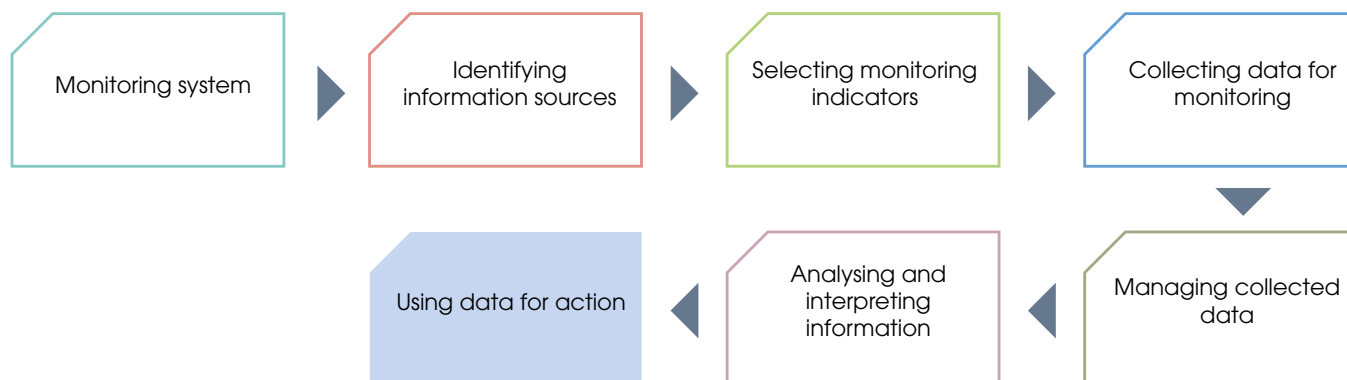 Monitoring system
Identifying
information sources
Selecting monitoring
indicators
Collecting data for
monitoring
Managing collected
data
Analysing and
interpreting
information
Using data for action